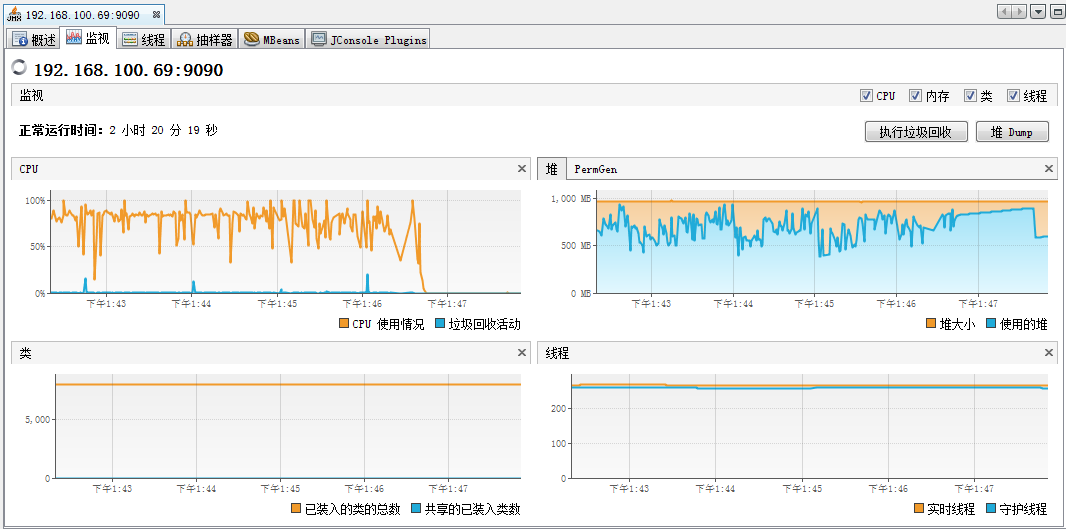 JMX 192.168.100.69:9090
概述 监视 线程 抽样器 MBeans JConsole Plugins
192.168.100.69:9090
监视 CPU 内存 类 线程
正常运行时间: 2 小时 20 分 19 秒 执行垃圾回收 堆 Dump
CPU
100%
50%
0%
下午1:43 下午1:44 下午1:45 下午1:46 下午1:47
CPU 使用情况 垃圾回收活动
堆 PermGen
1,000 MB
500 MB
0 MB
下午1:43 下午1:44 下午1:45 下午1:46 下午1:47
堆大小 使用的堆
类
5,000
0
下午1:43 下午1:44 下午1:45 下午1:46 下午1:47
已装入的类的总数 共享的已装入类数
线程
200
100
0
下午1:43 下午1:44 下午1:45 下午1:46 下午1:47
实时线程 守护线程